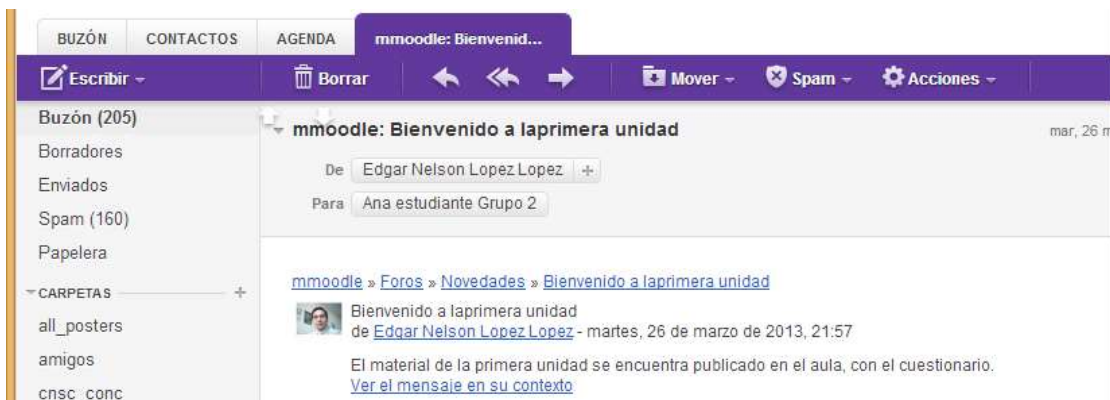 BUZÓN CONTACTOS AGENDA mmoodle: Bienvenid...
Escribir Borrar Mover Spam Acciones
Buzón (205)
Borradores
Enviados
Spam (160)
Papelera
CARPETAS
all_posters
amigos
cnsc_conc
mmoodle: Bienvenido a laprimera unidad
mar, 26 m
De Edgar Nelson Lopez Lopez +
Para Ana estudiante Grupo 2
mmoodle » Foros » Novedades » Bienvenido a laprimera unidad
Bienvenido a laprimera unidad
de Edgar Nelson Lopez Lopez - martes, 26 de marzo de 2013, 21:57
El material de la primera unidad se encuentra publicado en el aula, con el cuestionario.
Ver el mensaje en su contexto